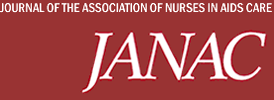 JOURNAL OF THE ASSOCIATION OF NURSES IN AIDS CARE
JANAC